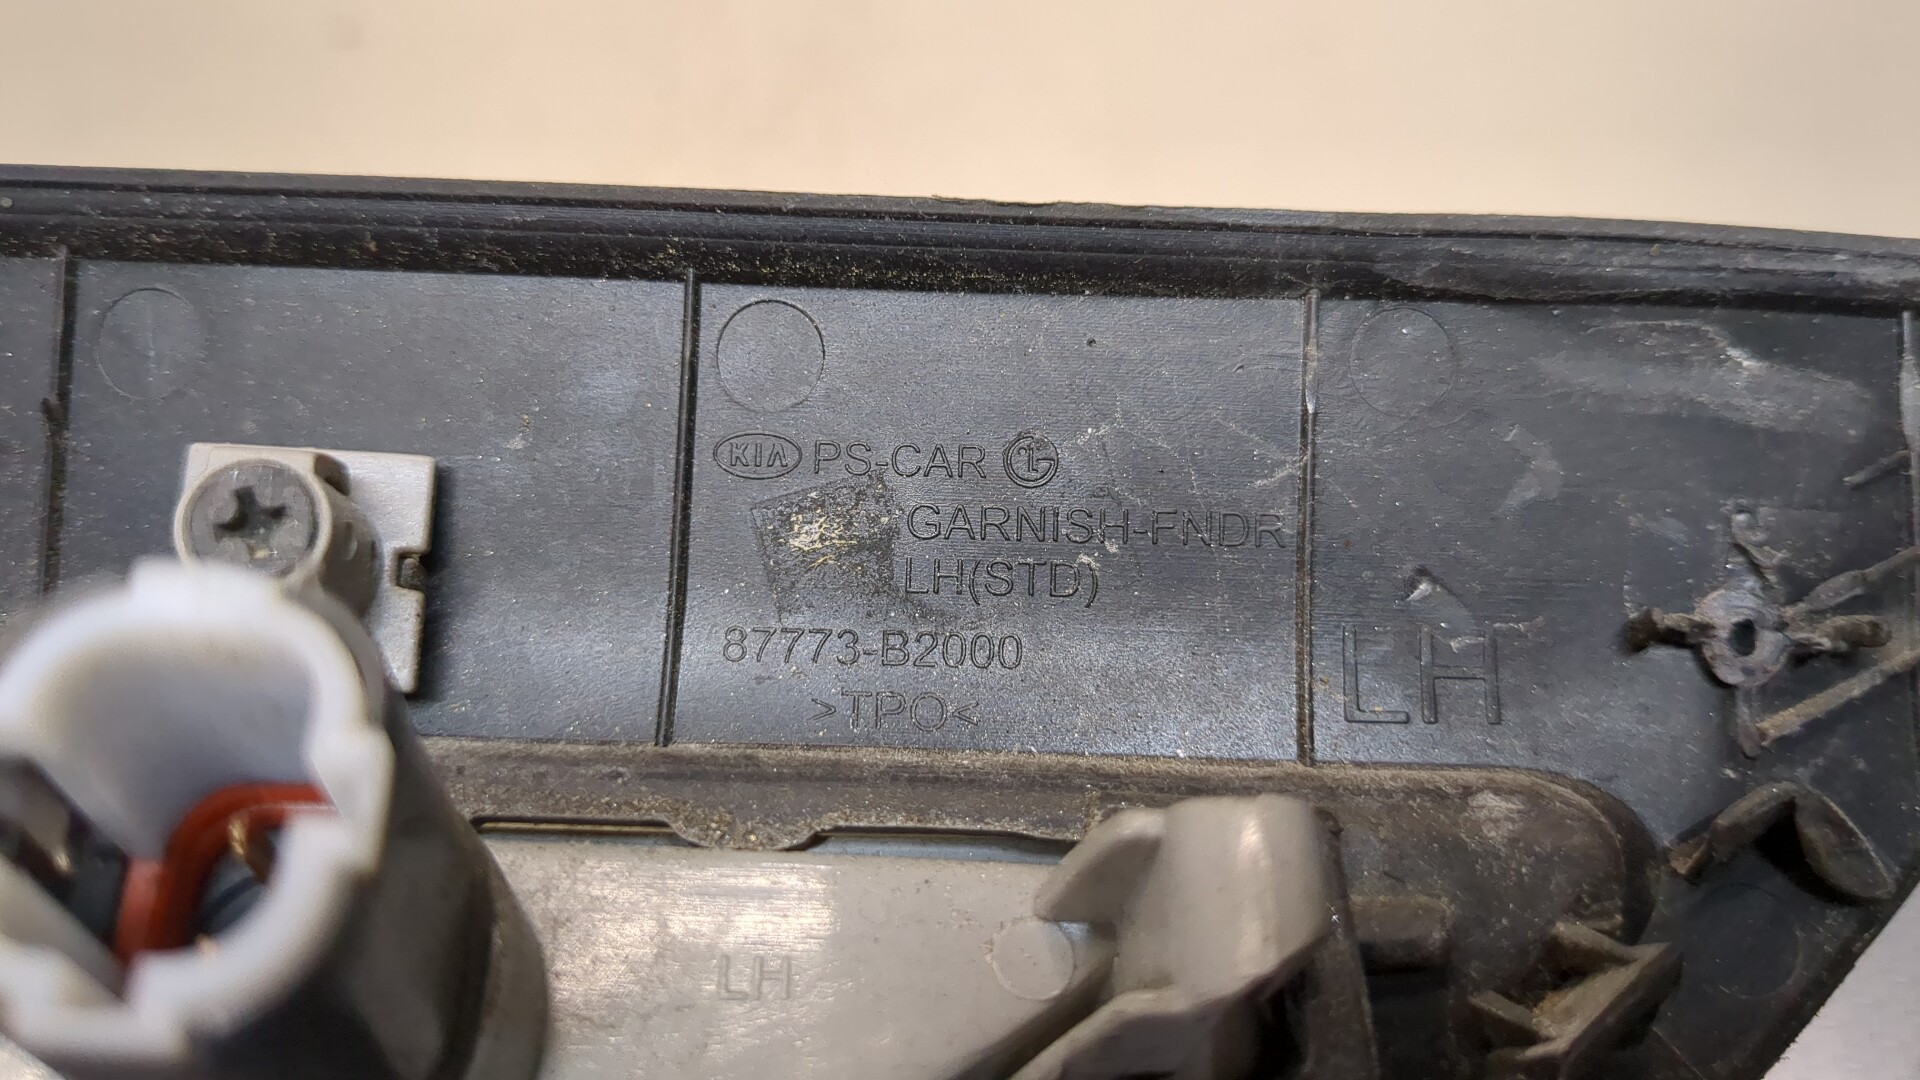 KIA PS-CAR
GARNISH-FNDR
LH(STD)
87773-B2000
>TPO<
LH
LH